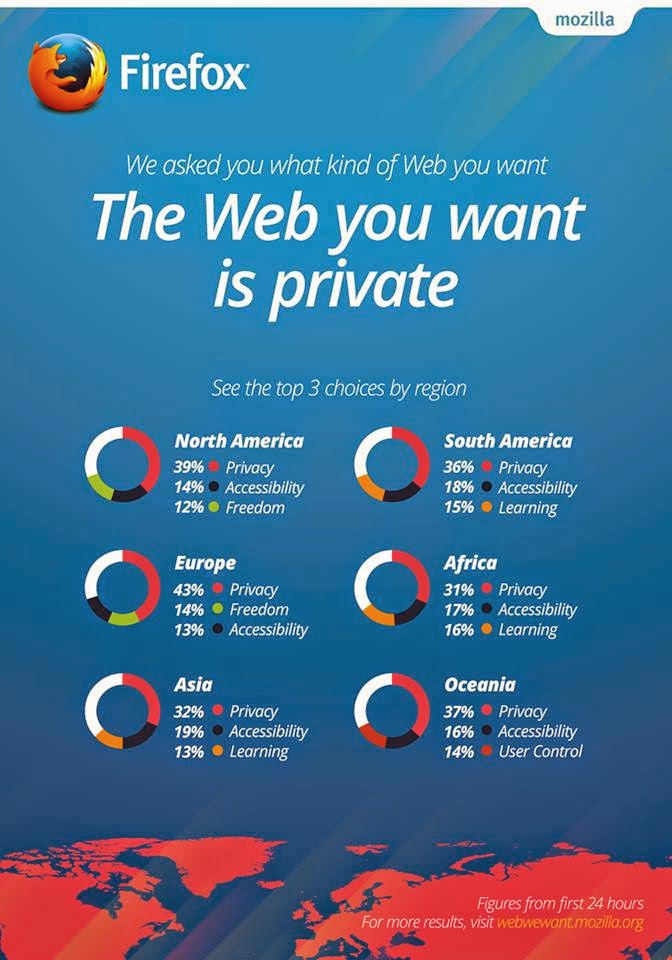 mozilla
Firefox
We asked you what kind of Web you want
The Web you want
is private
See the top 3 choices by region
North America
39% Privacy
14% Accessibility
12% Freedom
South America
36% Privacy
18% Accessibility
15% Learning
Europe
43% Privacy
14% Freedom
13% Accessibility
Africa
31% Privacy
17% Accessibility
16% Learning
Asia
32% Privacy
19% Accessibility
13% Learning
Oceania
37% Privacy
16% Accessibility
14% User Control
Figures from first 24 hours
For more results, visit webwewant.mozilla.org